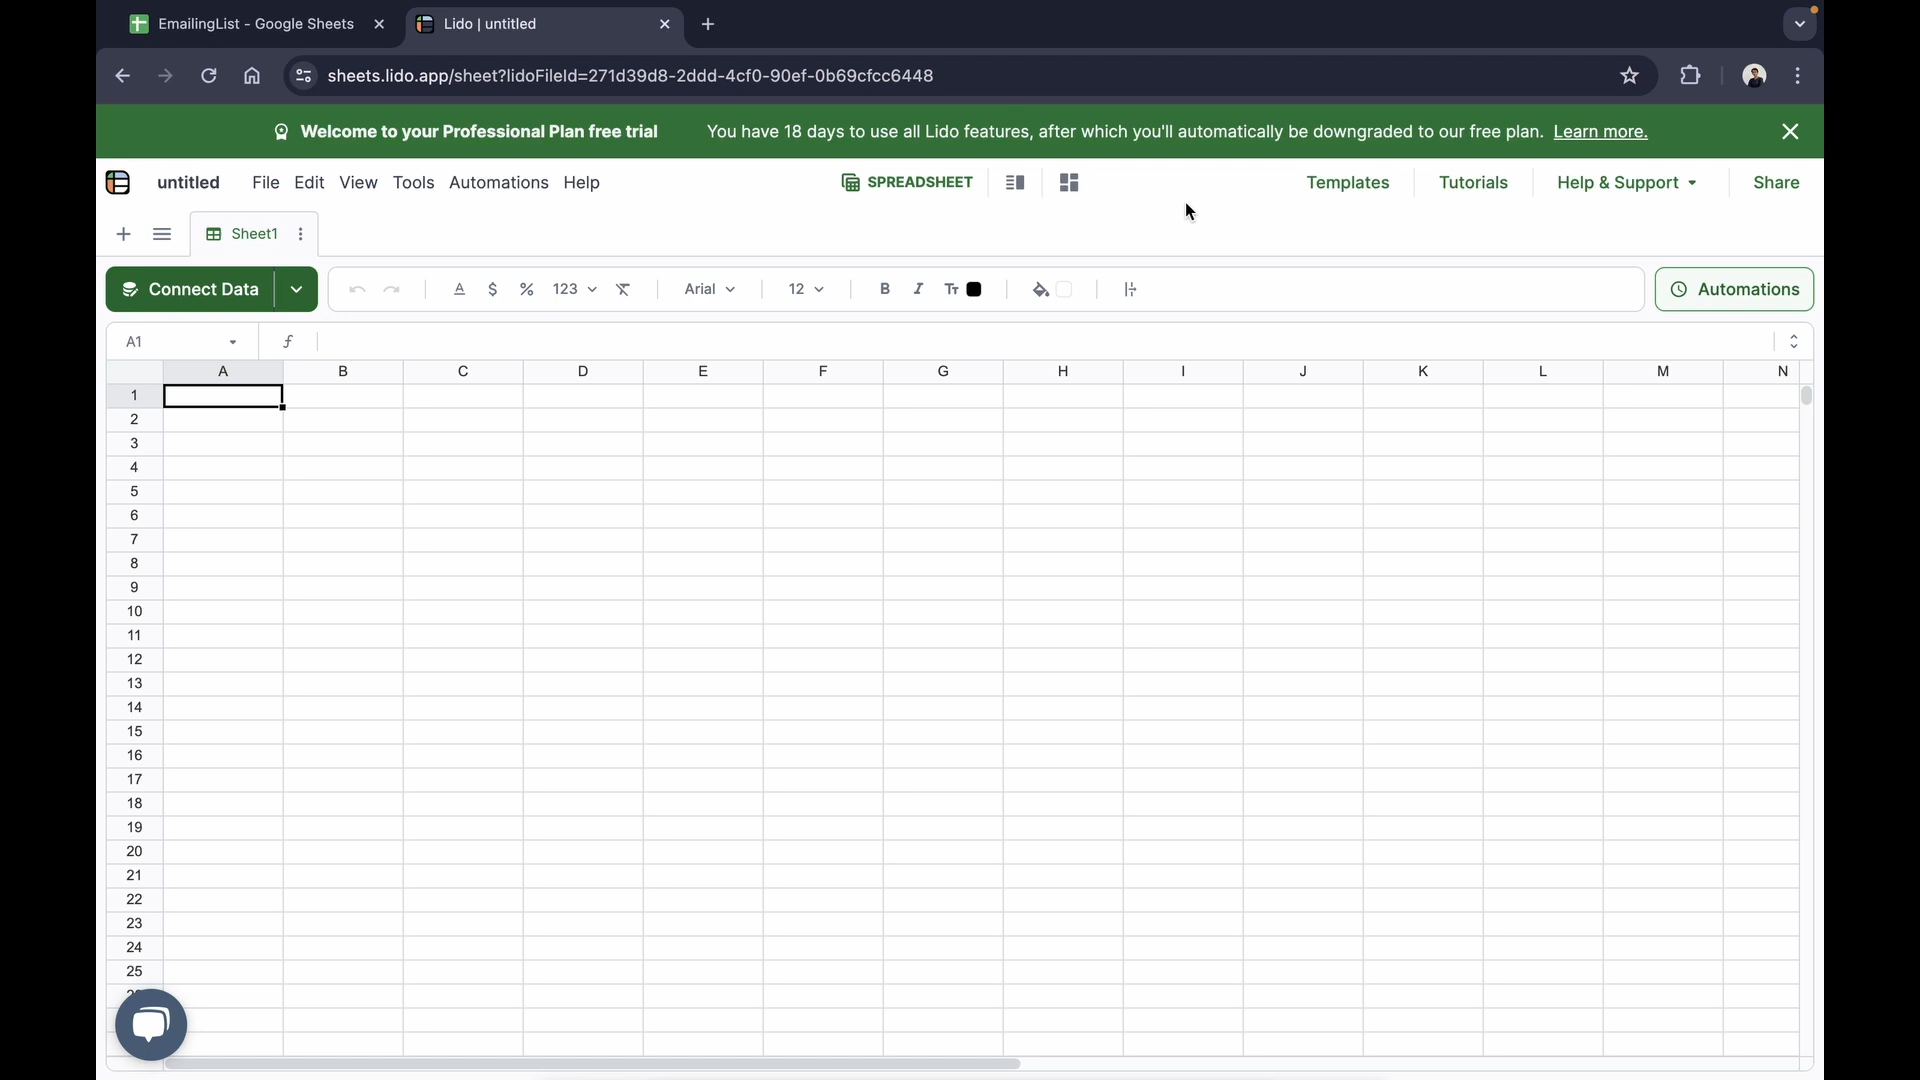 EmailingList - Google Sheets
Lido | untitled
sheets.lido.app/sheet?lidoFileId=271d39d8-2ddd-4cf0-90ef-0b69cfcc6448
Welcome to your Professional Plan free trial You have 18 days to use all Lido features, after which you'll automatically be downgraded to our free plan. Learn more.
untitled File Edit View Tools Automations Help SPREADSHEET Templates Tutorials Help & Support Share
Sheet1
Connect Data A $ % 123 Arial 12 B I Tт Automations
A1 f
A B C D E F G H I J K L M N
1
2
3
4
5
6
7
8
9
10
11
12
13
14
15
16
17
18
19
20
21
22
23
24
25